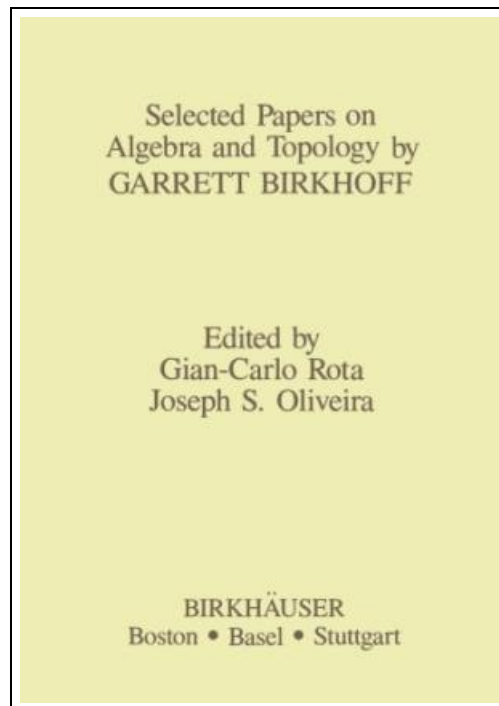 Selected Papers on
Algebra and Topology by
GARRETT BIRKHOFF
Edited by
Gian-Carlo Rota
Joseph S. Oliveira
BIRKHÄUSER
Boston • Basel • Stuttgart